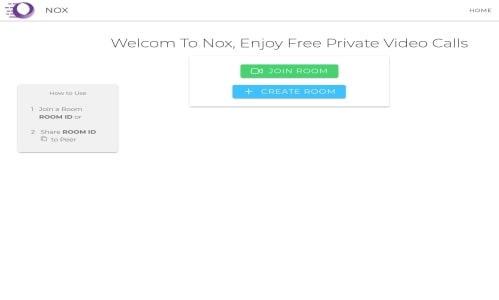 NOX
HOME
Welcom To Nox, Enjoy Free Private Video Calls
JOIN ROOM
CREATE ROOM
How to Use
1 Join a Room
ROOM ID or
2 Share ROOM ID
to Peer